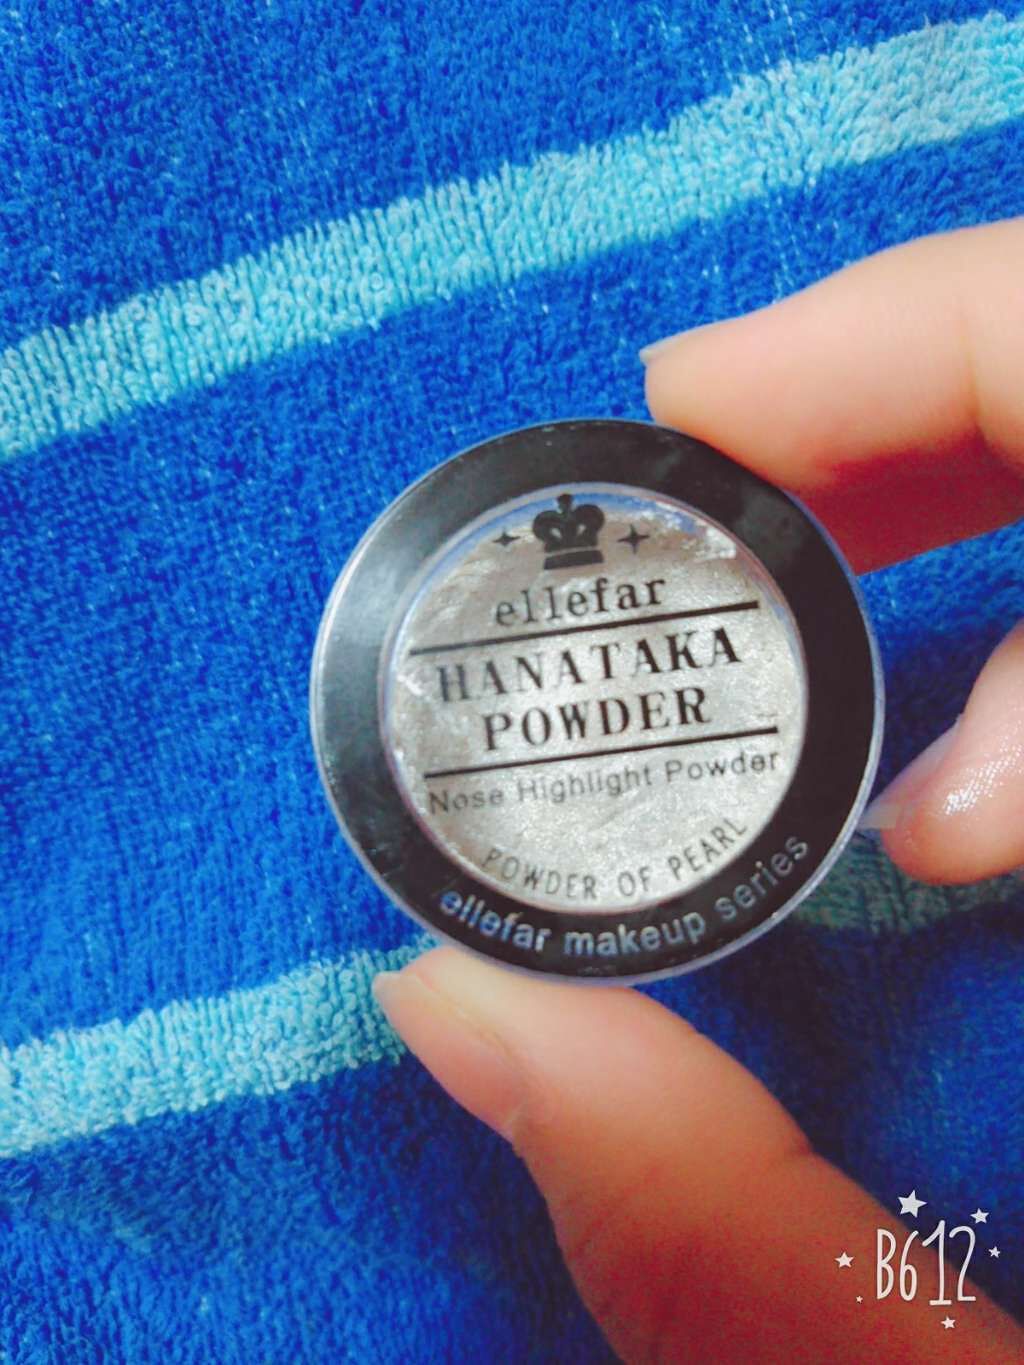 ellefar
HANATAKA
POWDER
Nose Highlight Powder
POWDER OF PEARL
ellefar makeup series
B612